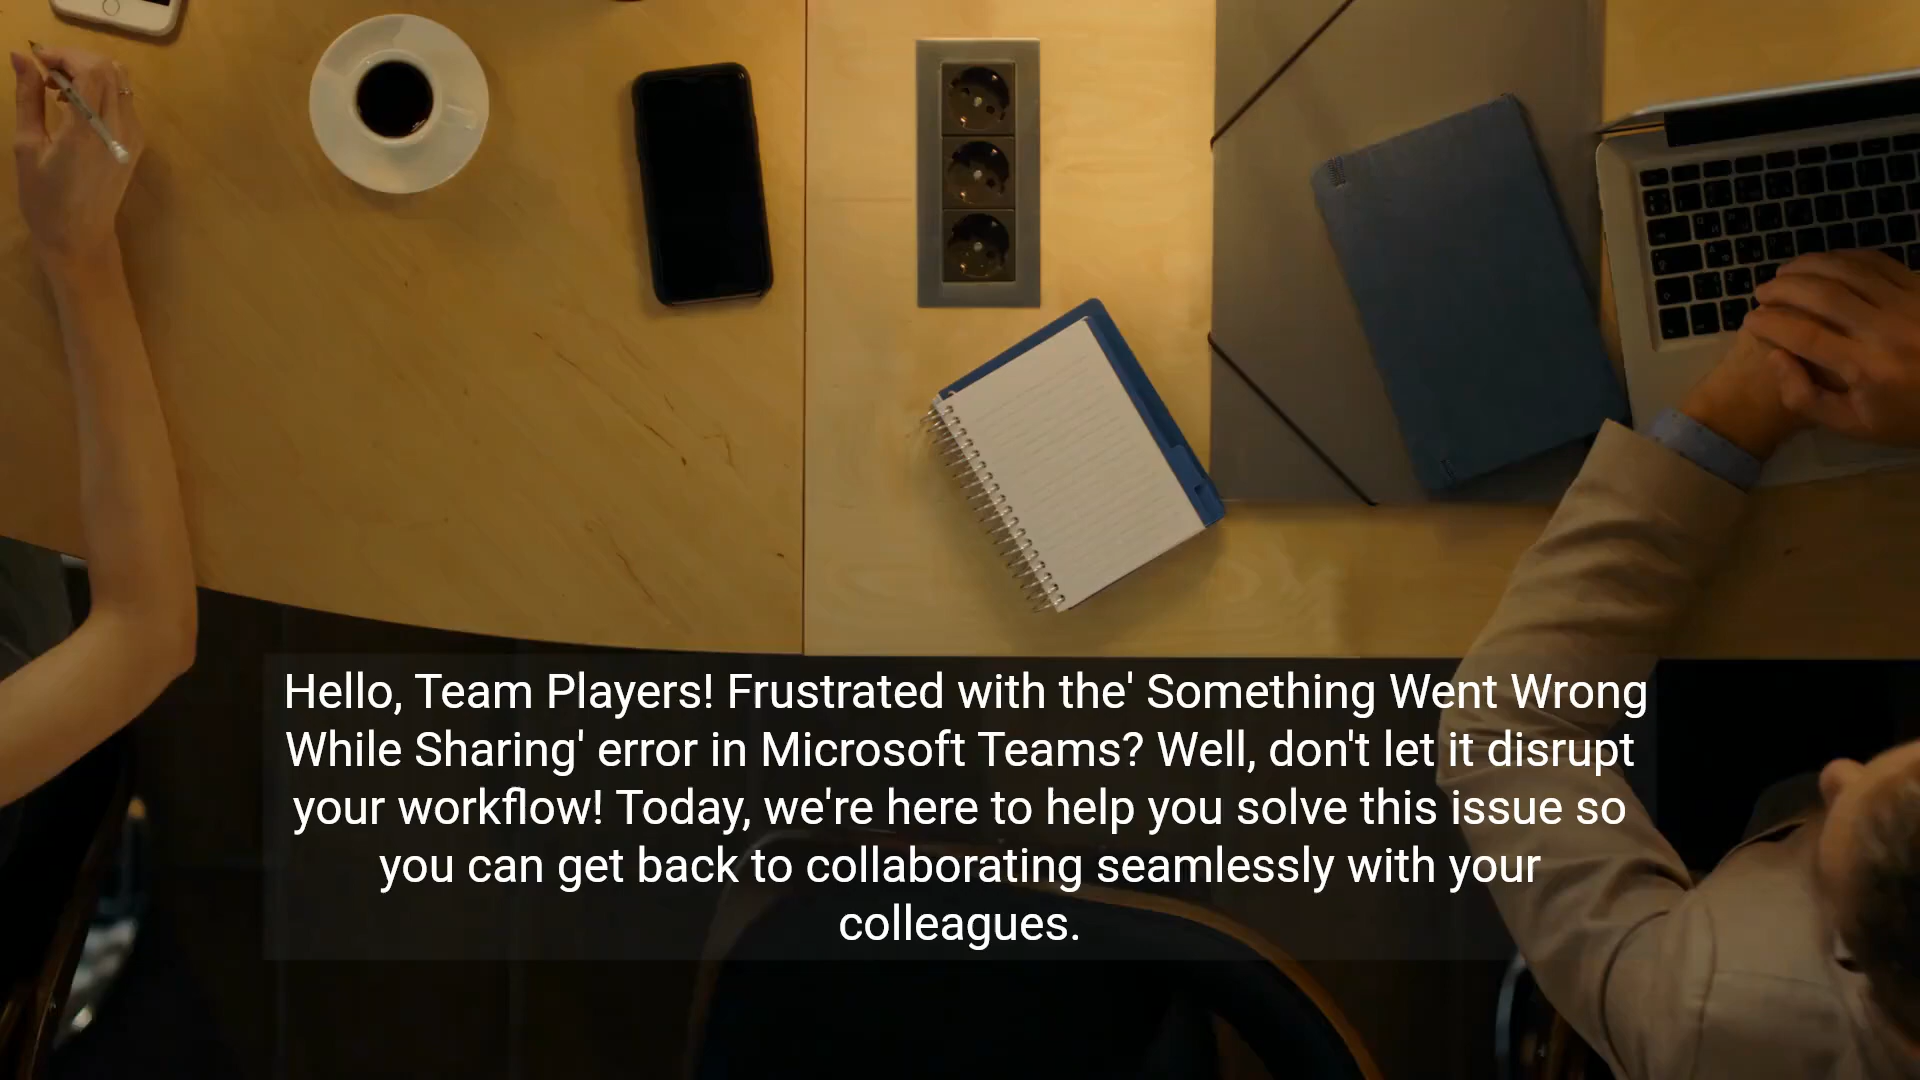 Hello, Team Players! Frustrated with the' Something Went Wrong
While Sharing' error in Microsoft Teams? Well, don't let it disrupt
your workflow! Today, we're here to help you solve this issue so
you can get back to collaborating seamlessly with your
colleagues.